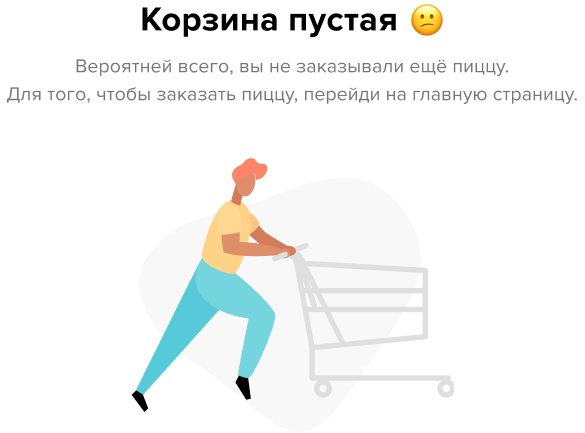 Корзина пустая 😕
Вероятней всего, вы не заказывали ещё пиццу.
Для того, чтобы заказать пиццу, перейди на главную страницу.